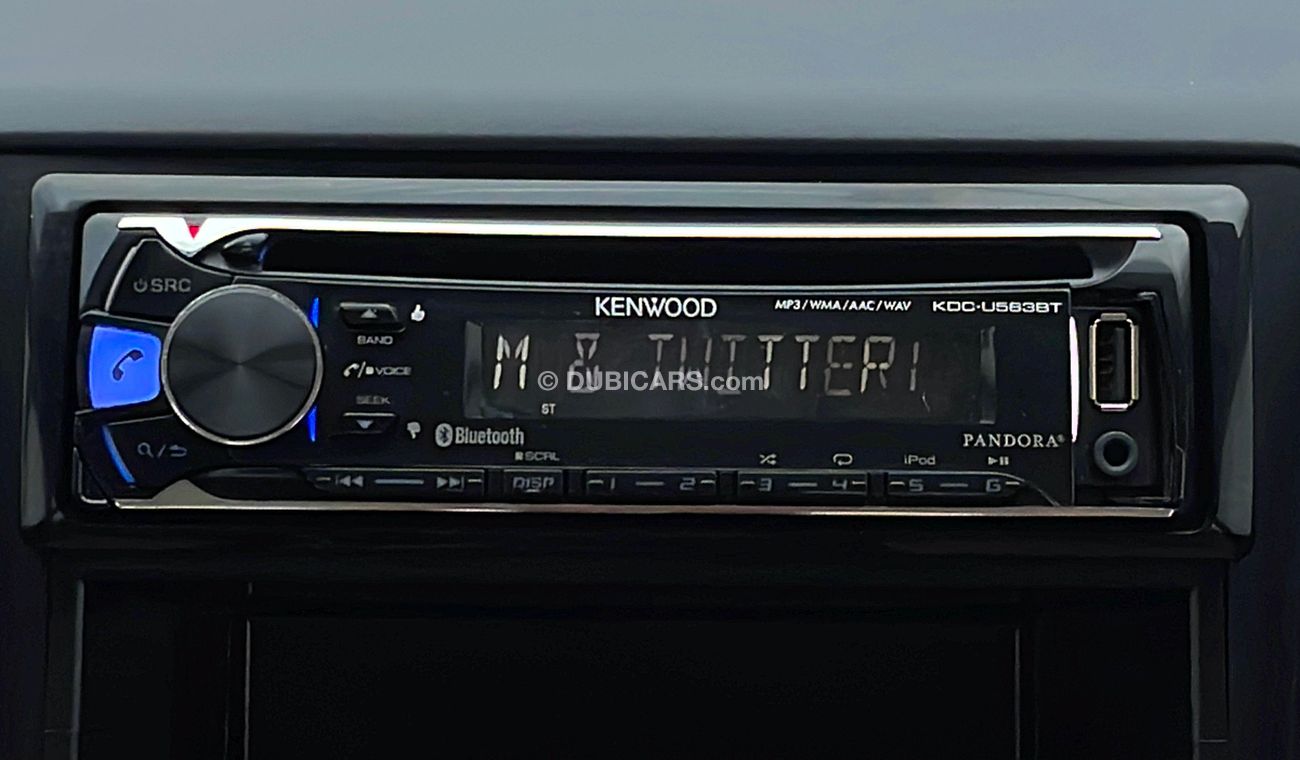 SRC
KENWOOD
MP3/WMA/AAC/WAV
KDC-U563BT
BAND
M & TWITTER
© DUBICARS.com
VOICE
SEEK
ST
Bluetooth
PANDORA®
SCRL
iPod
DISP
1 2 3 4 5 6